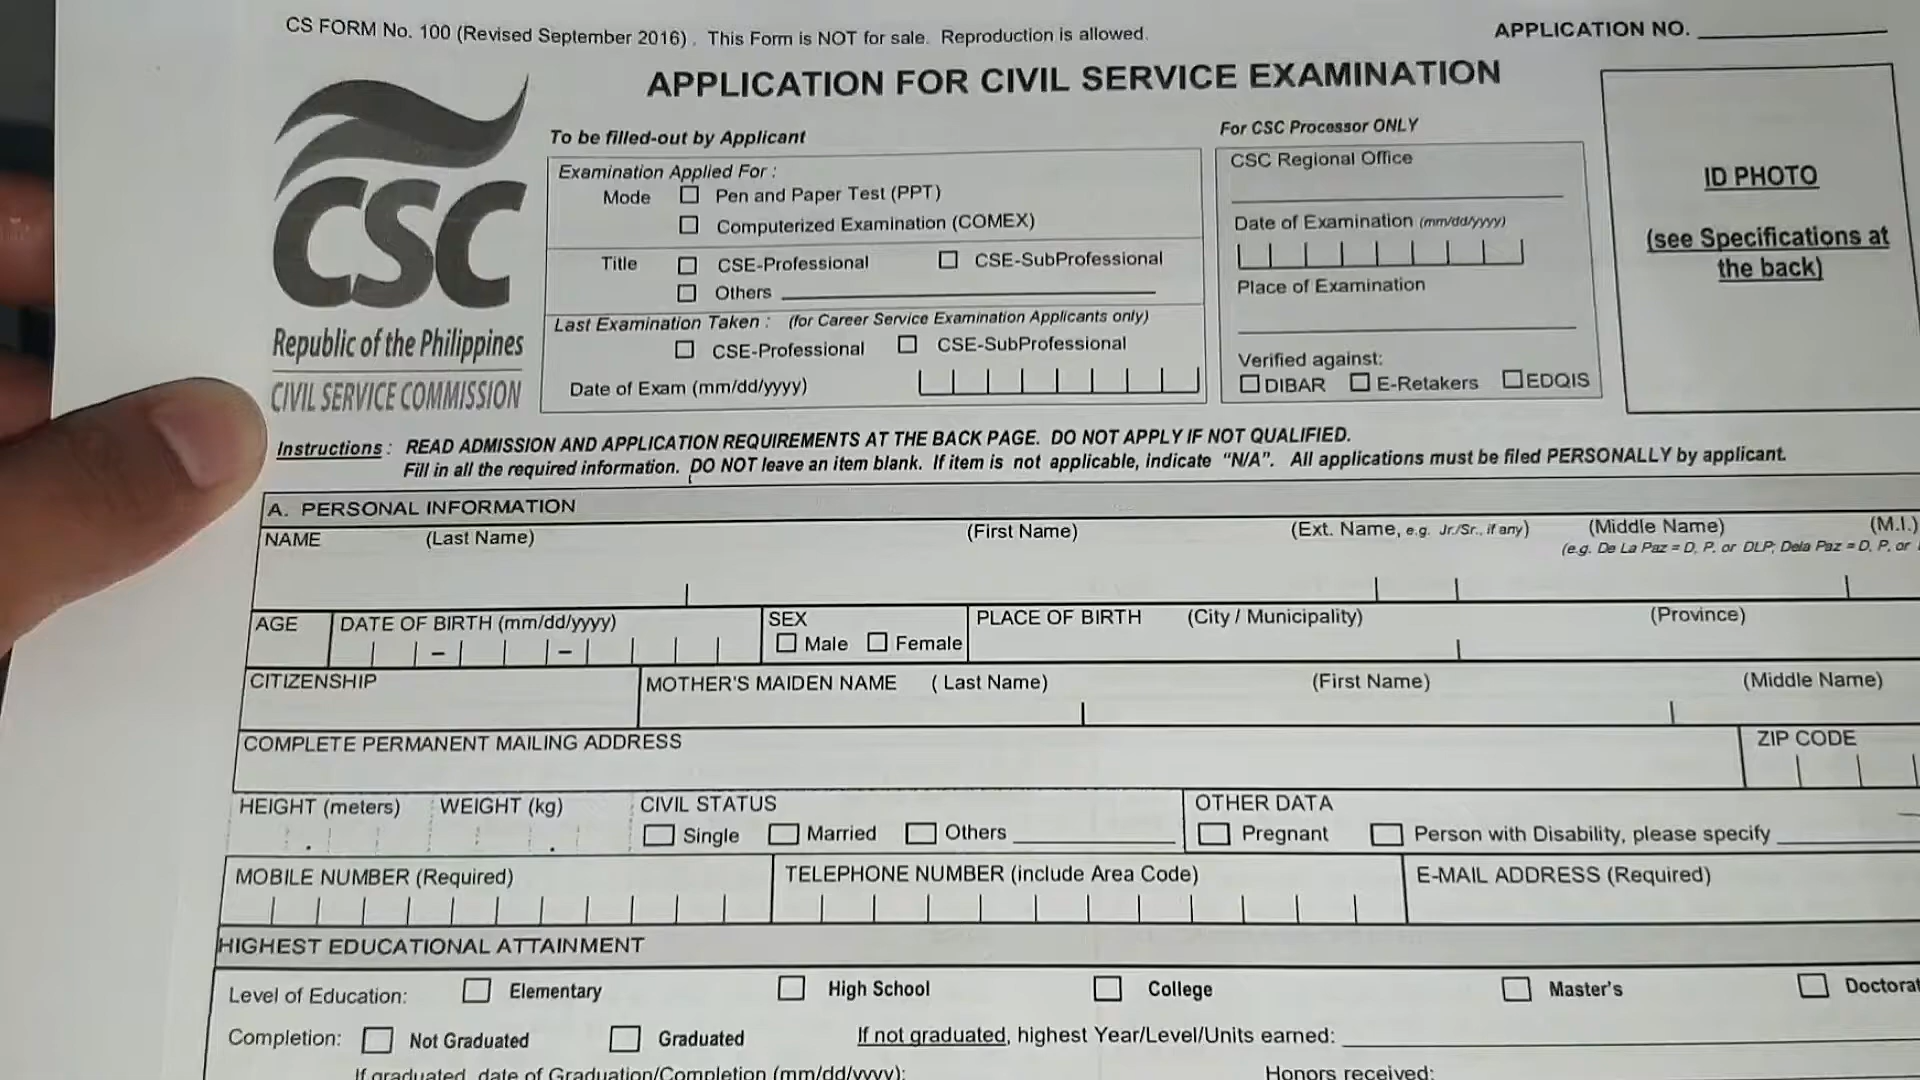 CS FORM No. 100 (Revised September 2016) . This Form is NOT for sale. Reproduction is allowed.
APPLICATION NO.
APPLICATION FOR CIVIL SERVICE EXAMINATION
CSC
Republic of the Philippines
CIVIL SERVICE COMMISSION
To be filled-out by Applicant
Examination Applied For :
Mode Pen and Paper Test (PPT)
Computerized Examination (COMEX)
Title CSE-Professional CSE-SubProfessional
Others
Last Examination Taken : (for Career Service Examination Applicants only)
CSE-Professional CSE-SubProfessional
Date of Exam (mm/dd/yyyy)
For CSC Processor ONLY
CSC Regional Office
Date of Examination (mm/dd/yyyy)
Place of Examination
Verified against:
DIBAR E-Retakers EDQIS
ID PHOTO
(see Specifications at
the back)
Instructions : READ ADMISSION AND APPLICATION REQUIREMENTS AT THE BACK PAGE. DO NOT APPLY IF NOT QUALIFIED.
Fill in all the required information. DO NOT leave an item blank. If item is not applicable, indicate “N/A”. All applications must be filed PERSONALLY by applicant.
A. PERSONAL INFORMATION
NAME (Last Name) (First Name) (Ext. Name, e.g. Jr./Sr., if any) (Middle Name) (M.I.)
(e.g. De La Paz = D, P. or DLP; Dela Paz = D, P. or
AGE DATE OF BIRTH (mm/dd/yyyy) SEX PLACE OF BIRTH (City / Municipality) (Province)
– – Male Female
CITIZENSHIP MOTHER'S MAIDEN NAME ( Last Name) (First Name) (Middle Name)
COMPLETE PERMANENT MAILING ADDRESS ZIP CODE
HEIGHT (meters) WEIGHT (kg) CIVIL STATUS OTHER DATA
. . Single Married Others Pregnant Person with Disability, please specify
MOBILE NUMBER (Required) TELEPHONE NUMBER (include Area Code) E-MAIL ADDRESS (Required)
HIGHEST EDUCATIONAL ATTAINMENT
Level of Education: Elementary High School College Master's Doctorat
Completion: Not Graduated Graduated If not graduated, highest Year/Level/Units earned:
If graduated, date of Graduation/Completion (mm/dd/yyyy): Honors received: